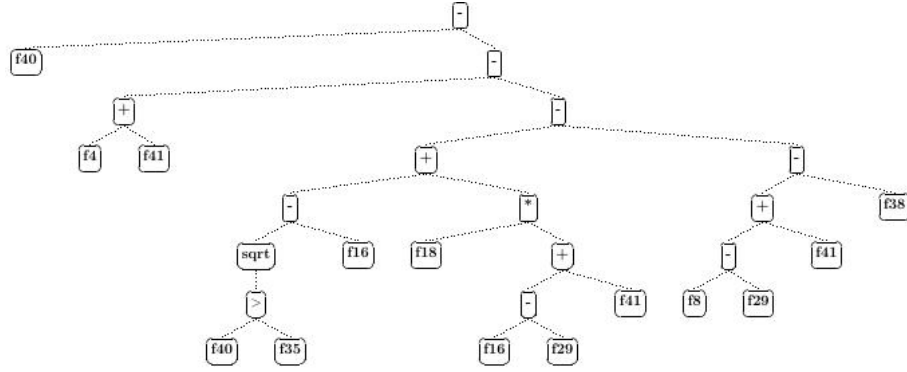 -
f40 -
+ -
f4 f41 + -
- * + f38
sqrt f16 f18 + - f41
> - f41 f8 f29
f40 f35 f16 f29